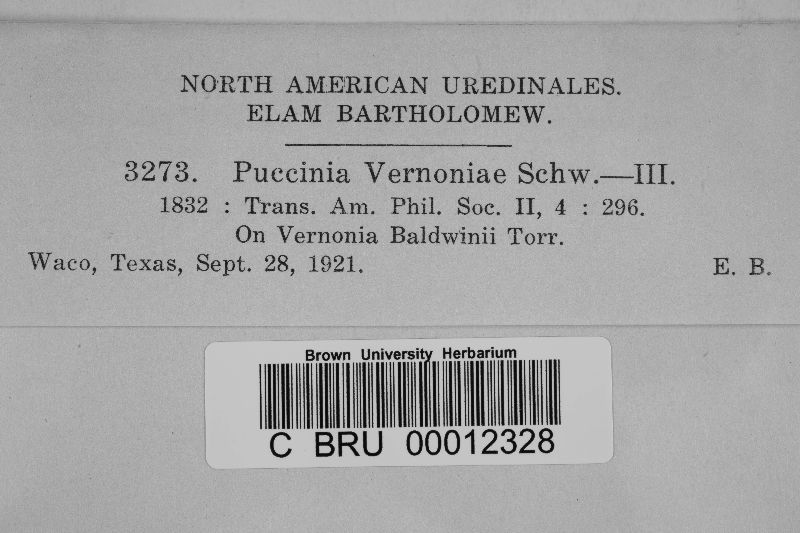 NORTH AMERICAN UREDINALES.
ELAM BARTHOLOMEW.
3273. Puccinia Vernoniae Schw.—III.
1832 : Trans. Am. Phil. Soc. II, 4 : 296.
On Vernonia Baldwinii Torr.
Waco, Texas, Sept. 28, 1921. E. B.
Brown University Herbarium
C BRU 00012328